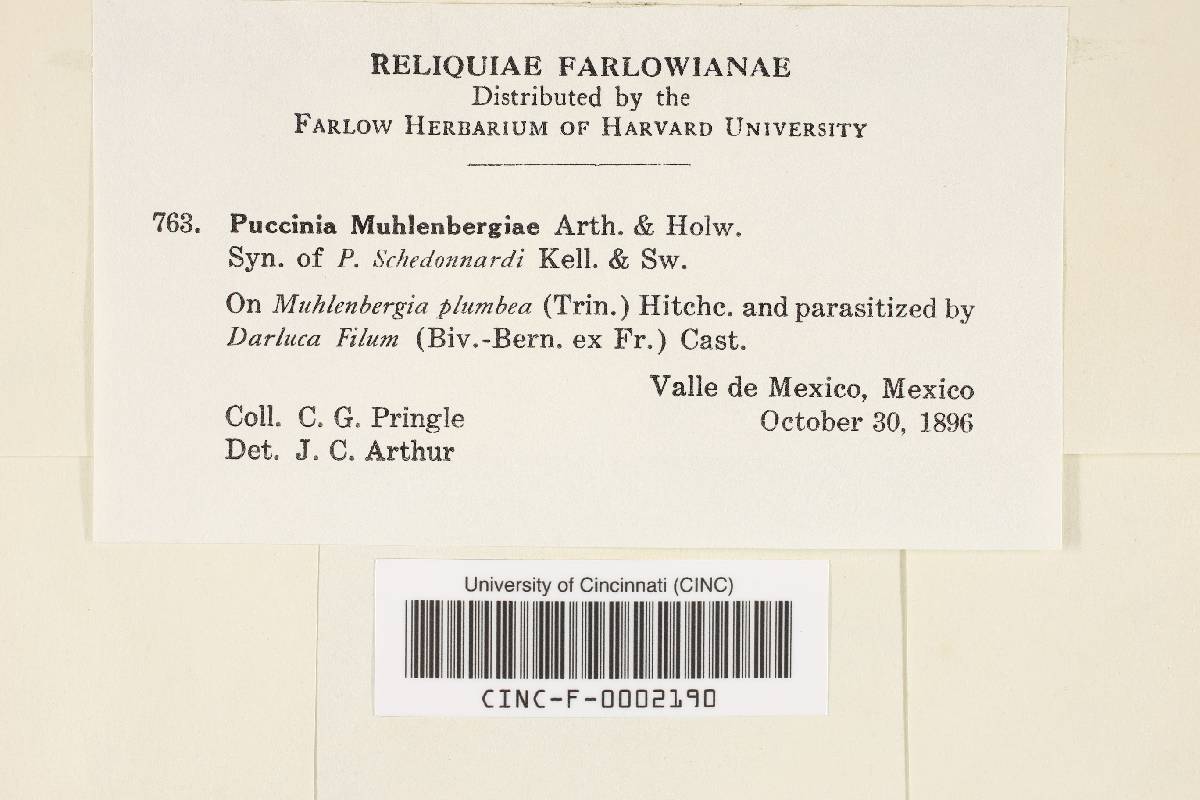 RELIQUIAE FARLOWIANAE
Distributed by the
FARLOW HERBARIUM OF HARVARD UNIVERSITY
763. Puccinia Muhlenbergiae Arth. & Holw.
Syn. of P. Schedonnardi Kell. & Sw.
On Muhlenbergia plumbea (Trin.) Hitchc. and parasitized by
Darluca Filum (Biv.-Bern. ex Fr.) Cast.
Valle de Mexico, Mexico
Coll. C. G. Pringle
October 30, 1896
Det. J. C. Arthur
University of Cincinnati (CINC)
CINC-F-0002190